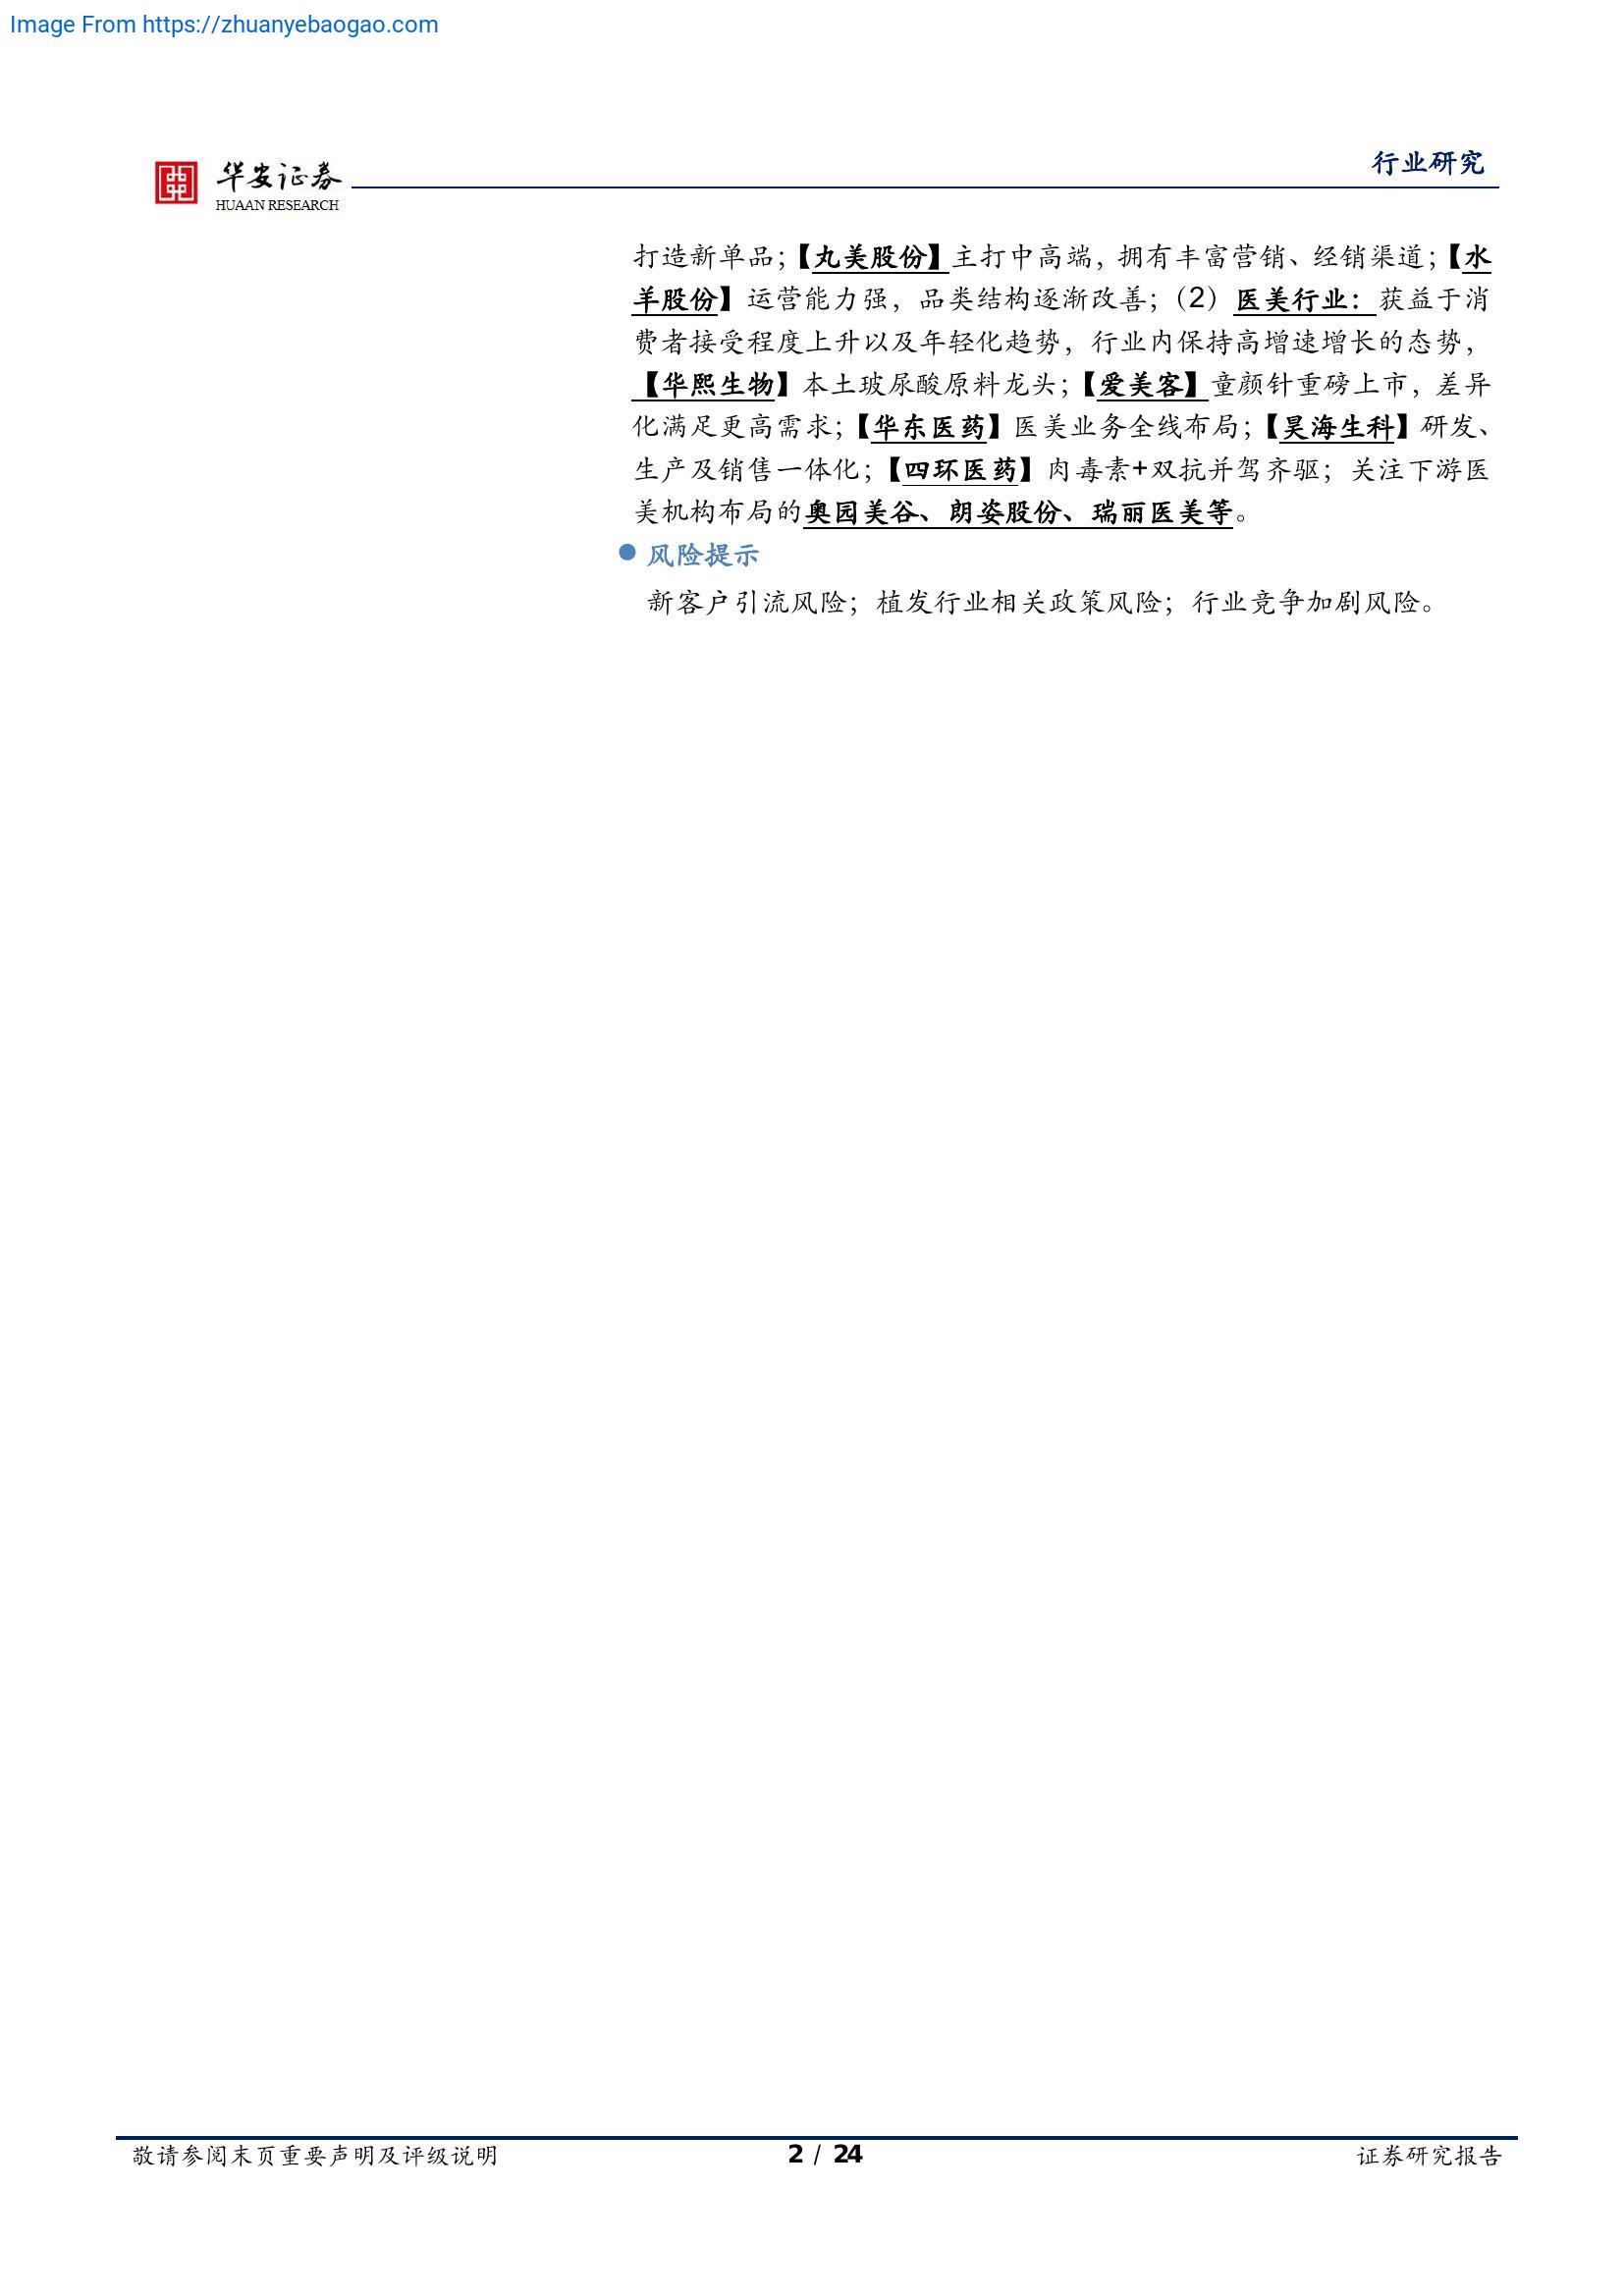 Image From https://zhuanyebaogao.com
华安证券
HUAAN RESEARCH
行业研究
打造新单品；【丸美股份】主打中高端，拥有丰富营销、经销渠道；【水
羊股份】运营能力强，品类结构逐渐改善；（2）医美行业：获益于消
费者接受程度上升以及年轻化趋势，行业内保持高增速增长的态势，
【华熙生物】本土玻尿酸原料龙头；【爱美客】童颜针重磅上市，差异
化满足更高需求；【华东医药】医美业务全线布局；【昊海生科】研发、
生产及销售一体化；【四环医药】肉毒素+双抗并驾齐驱；关注下游医
美机构布局的奥园美谷、朗姿股份、瑞丽医美等。
● 风险提示
新客户引流风险；植发行业相关政策风险；行业竞争加剧风险。
敬请参阅末页重要声明及评级说明
2 / 24
证券研究报告